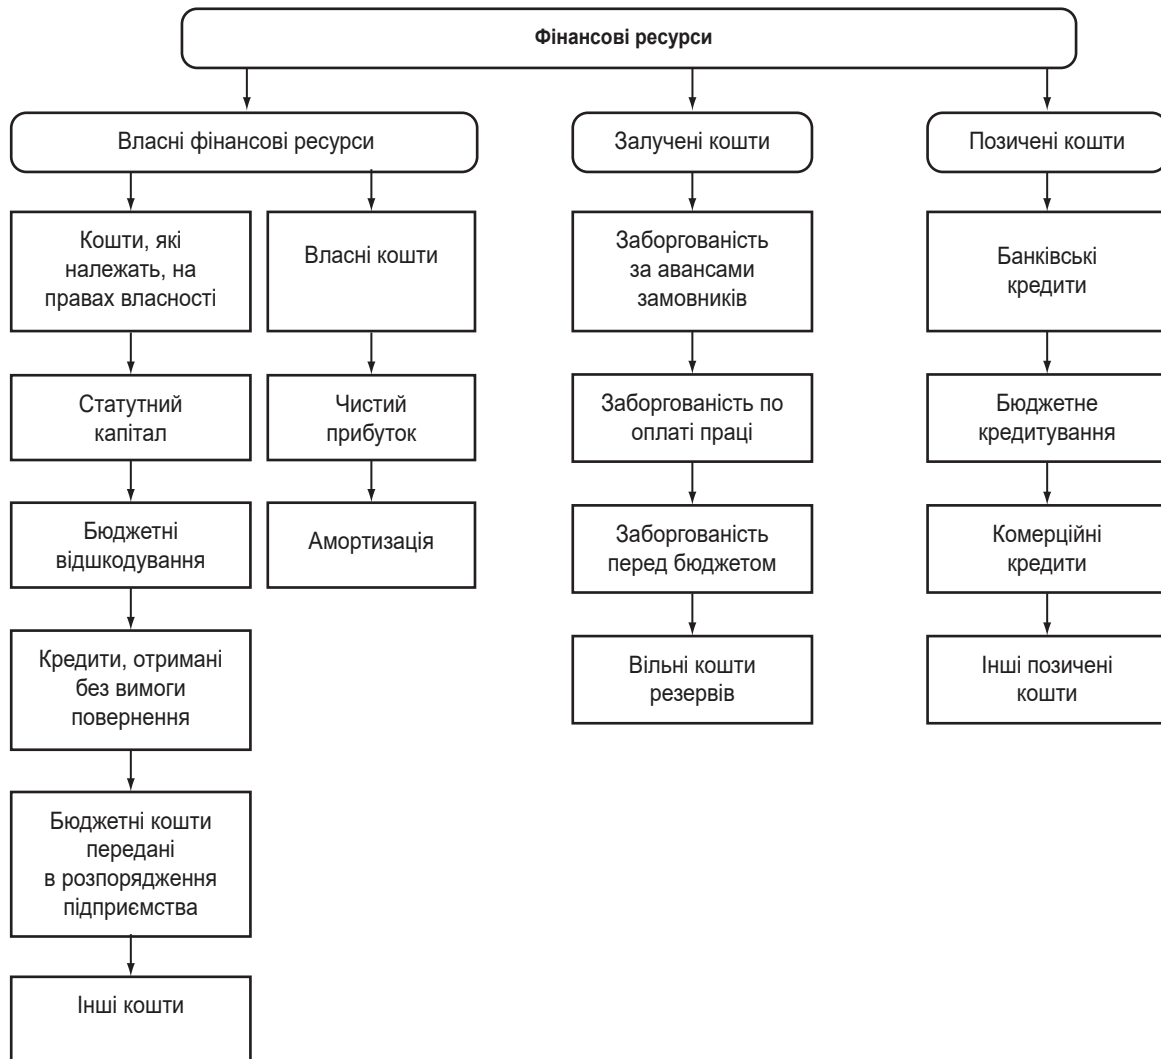 Фінансові ресурси
Власні фінансові ресурси
Залучені кошти
Позичені кошти
Кошти, які
належать, на
правах власності
Статутний
капітал
Бюджетні
відшкодування
Кредити, отримані
без вимоги
повернення
Бюджетні кошти
передані
в розпорядження
підприємства
Інші кошти
Власні кошти
Чистий
прибуток
Амортизація
Заборгованість
за авансами
замовників
Заборгованість по
оплаті праці
Заборгованість
перед бюджетом
Вільні кошти
резервів
Банківські
кредити
Бюджетне
кредитування
Комерційні
кредити
Інші позичені
кошти